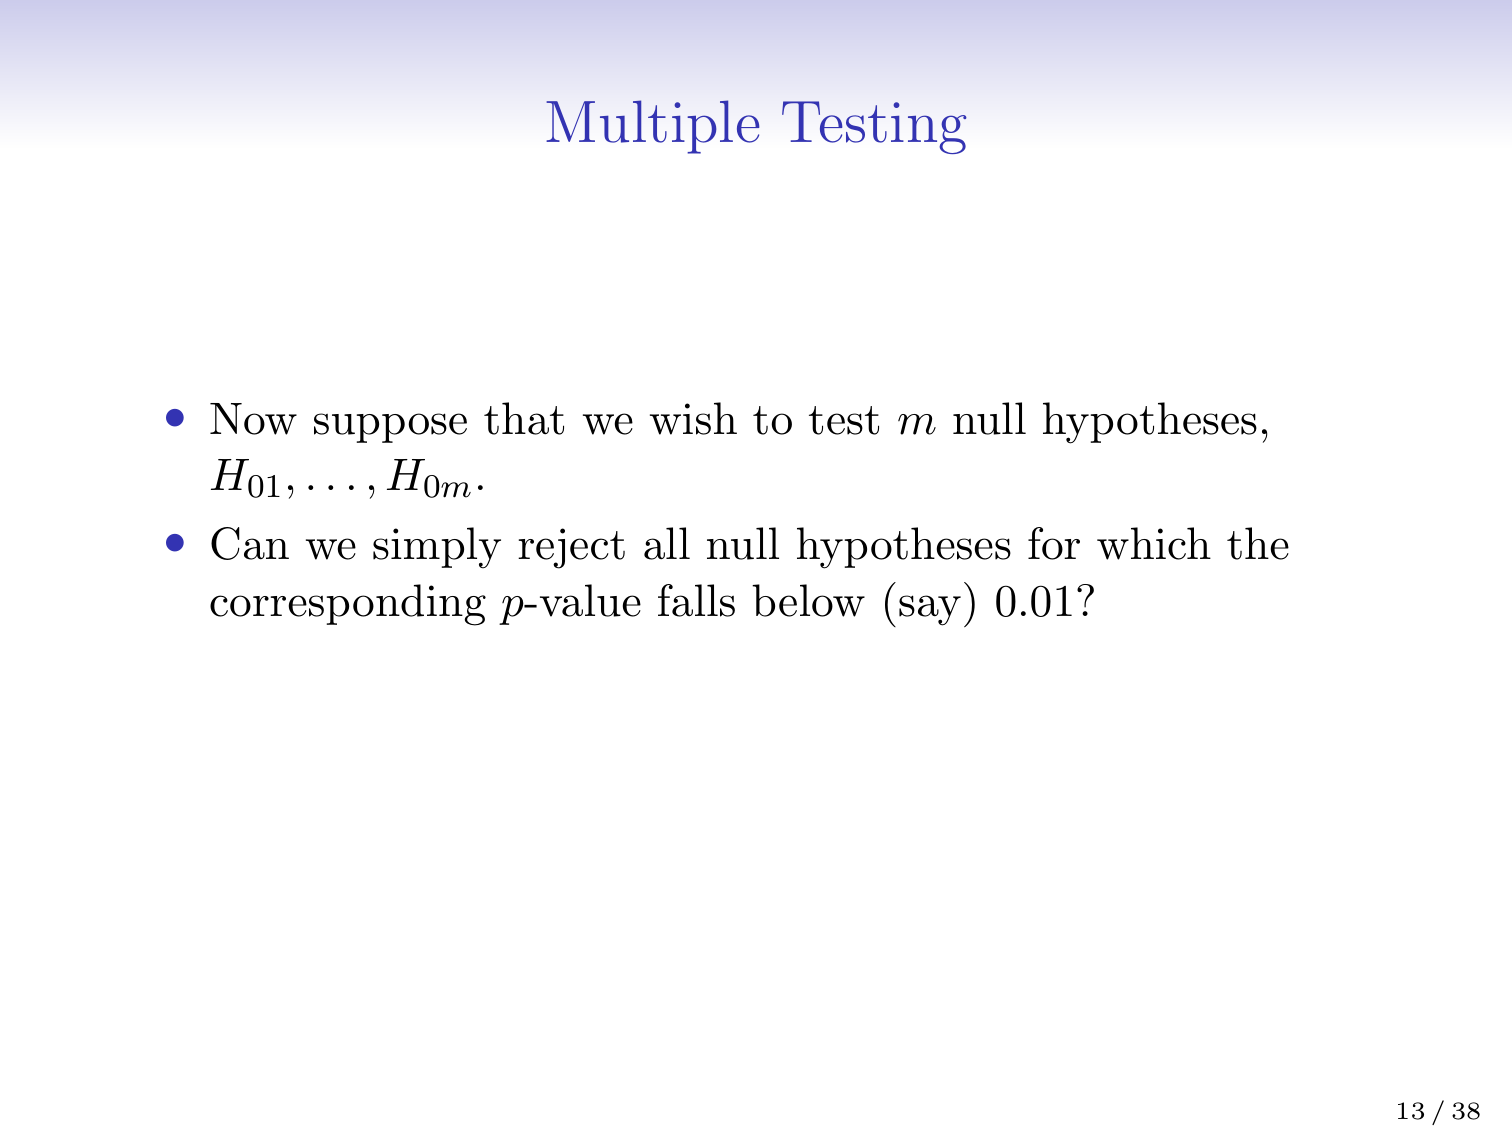 Multiple Testing
• Now suppose that we wish to test m null hypotheses,
H₀₁, . . . , H₀ₘ.
• Can we simply reject all null hypotheses for which the
corresponding p-value falls below (say) 0.01?
13 / 38